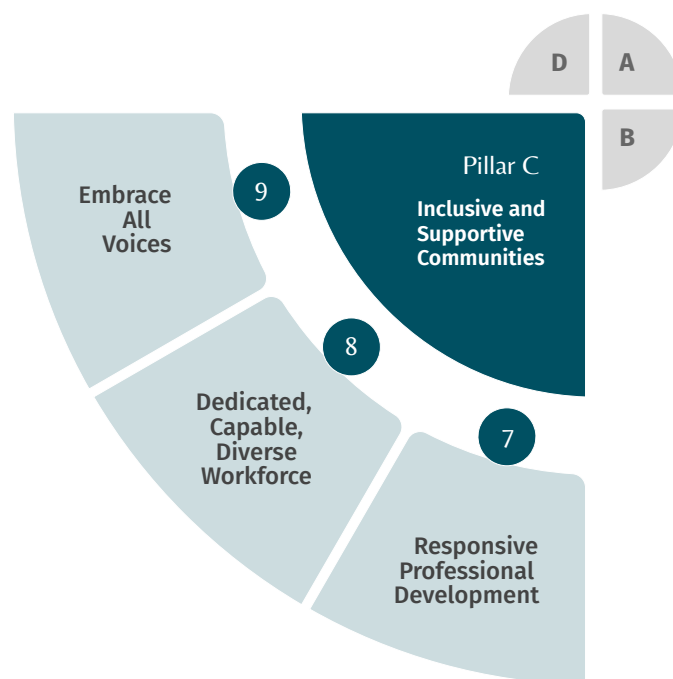 D
A
B
Pillar C
Inclusive and
Supportive
Communities
9
Embrace
All
Voices
8
Dedicated,
Capable,
Diverse
Workforce
7
Responsive
Professional
Development